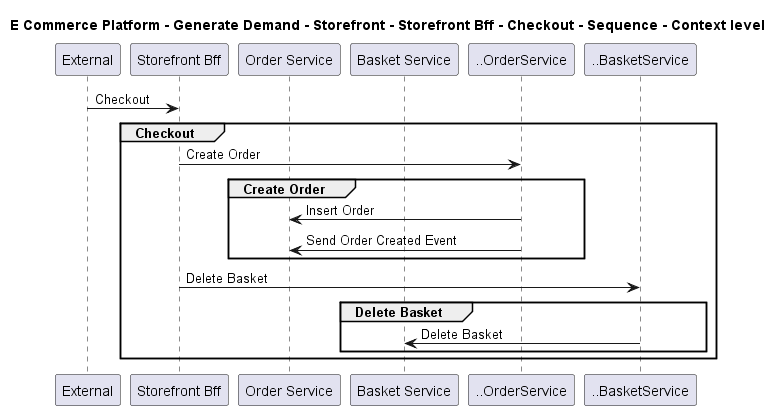 E Commerce Platform - Generate Demand - Storefront - Storefront Bff - Checkout - Sequence - Context level
External Storefront Bff Order Service Basket Service ..OrderService ..BasketService
Checkout
Checkout
Create Order
Create Order
Insert Order
Send Order Created Event
Delete Basket
Delete Basket
Delete Basket
External Storefront Bff Order Service Basket Service ..OrderService ..BasketService